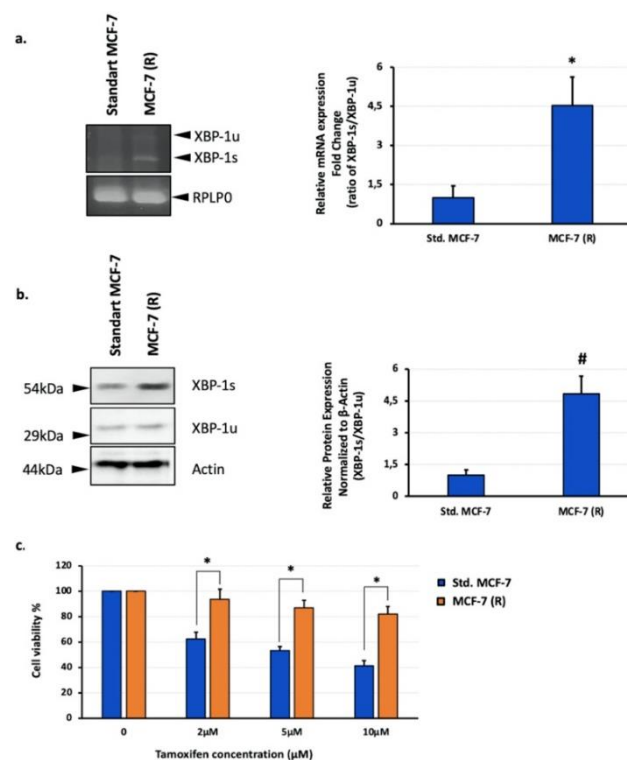 a.
Standart MCF-7
MCF-7 (R)
XBP-1u
XBP-1s
RPLP0
Relative mRNA expression
Fold Change
(ratio of XBP-1s/XBP-1u)
6
4,5
3
1,5
0
*
Std. MCF-7
MCF-7 (R)
b.
Standart MCF-7
MCF-7 (R)
54kDa
XBP-1s
29kDa
XBP-1u
44kDa
Actin
Relative Protein Expression
Normalized to β-Actin
(XBP-1s/XBP-1u)
6
4,5
3
1,5
0
#
Std. MCF-7
MCF-7 (R)
c.
Cell viability %
120
100
80
60
40
20
0
*
*
*
0
2μM
5μM
10μM
Tamoxifen concentration (μM)
Std. MCF-7
MCF-7 (R)